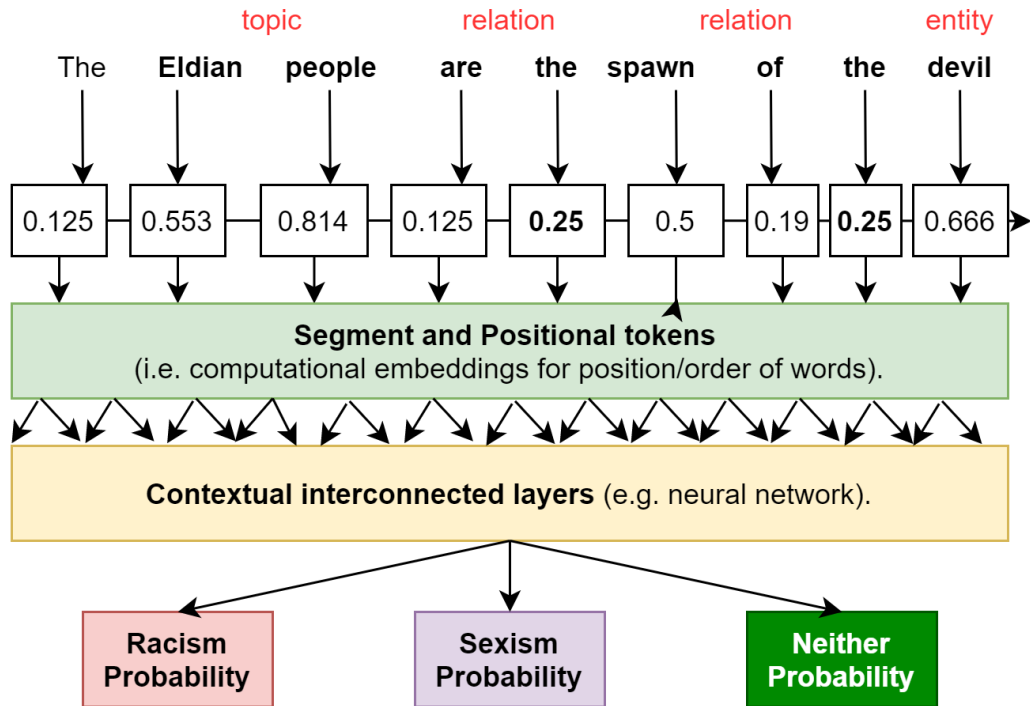 topic relation relation entity
The Eldian people are the spawn of the devil
0.125 0.553 0.814 0.125 0.25 0.5 0.19 0.25 0.666
Segment and Positional tokens
(i.e. computational embeddings for position/order of words).
Contextual interconnected layers (e.g. neural network).
Racism
Probability
Sexism
Probability
Neither
Probability